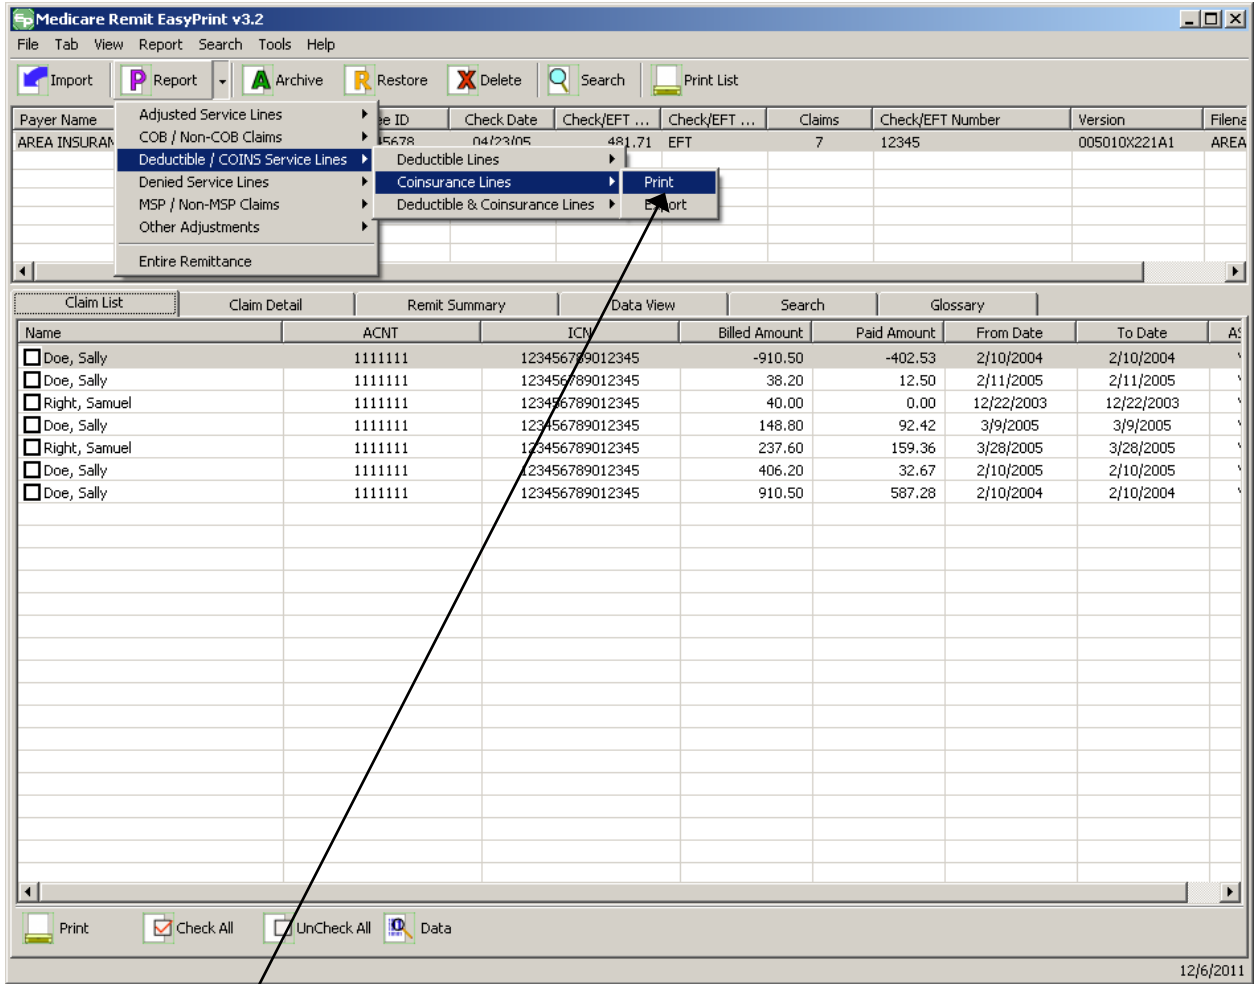 Medicare Remit EasyPrint v3.2
File Tab View Report Search Tools Help
Import P Report A Archive R Restore X Delete Search Print List
Payer Name ee ID Check Date Check/EFT ... Check/EFT ... Claims Check/EFT Number Version Filena
AREA INSURAN 45678 04/23/05 481.71 EFT 7 12345 005010X221A1 AREA
Adjusted Service Lines
COB / Non-COB Claims
Deductible / COINS Service Lines
Denied Service Lines
MSP / Non-MSP Claims
Other Adjustments
Entire Remittance
Deductible Lines
Coinsurance Lines
Deductible & Coinsurance Lines
Print
Export
Claim List Claim Detail Remit Summary Data View Search Glossary
Name ACNT ICN Billed Amount Paid Amount From Date To Date AS
Doe, Sally 1111111 123456789012345 -910.50 -402.53 2/10/2004 2/10/2004
Doe, Sally 1111111 123456789012345 38.20 12.50 2/11/2005 2/11/2005
Right, Samuel 1111111 123456789012345 40.00 0.00 12/22/2003 12/22/2003
Doe, Sally 1111111 123456789012345 148.80 92.42 3/9/2005 3/9/2005
Right, Samuel 1111111 123456789012345 237.60 159.36 3/28/2005 3/28/2005
Doe, Sally 1111111 123456789012345 406.20 32.67 2/10/2005 2/10/2005
Doe, Sally 1111111 123456789012345 910.50 587.28 2/10/2004 2/10/2004
Print Check All UnCheck All Data
12/6/2011